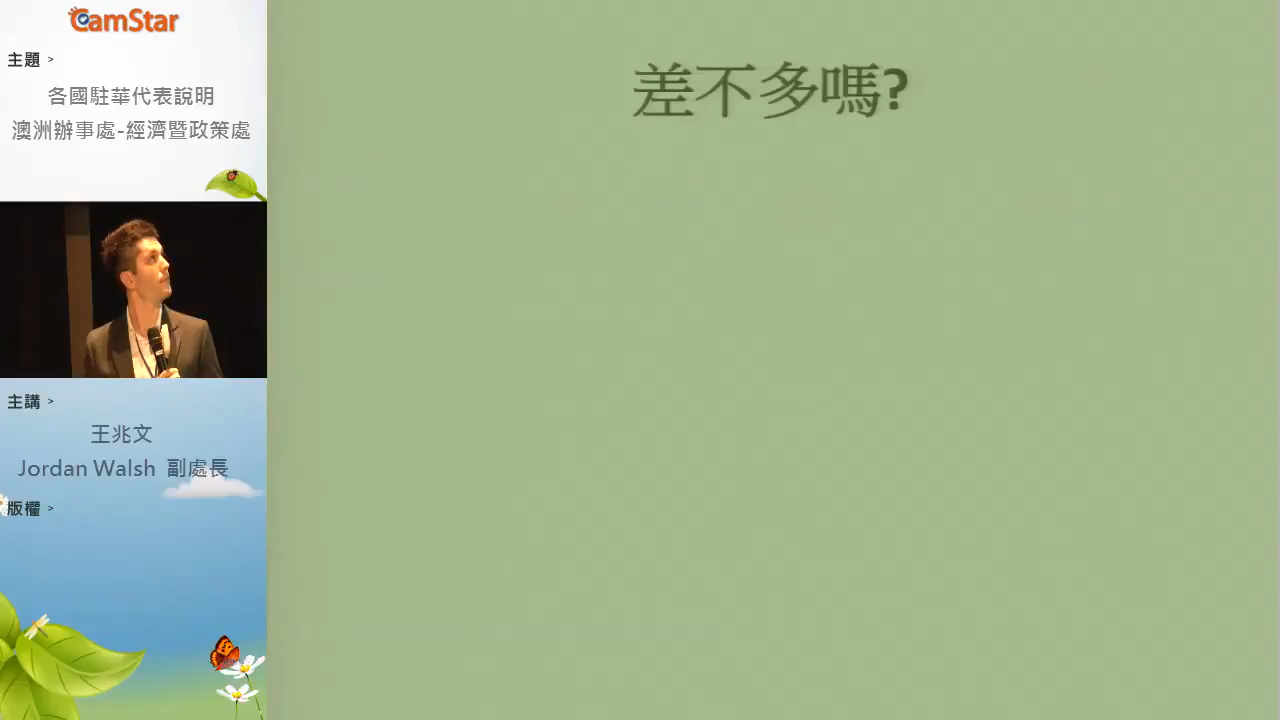 CamStar
主題 >
各國駐華代表說明
澳洲辦事處-經濟暨政策處
主講 >
王兆文
Jordan Walsh 副處長
版權 >
差不多嗎?